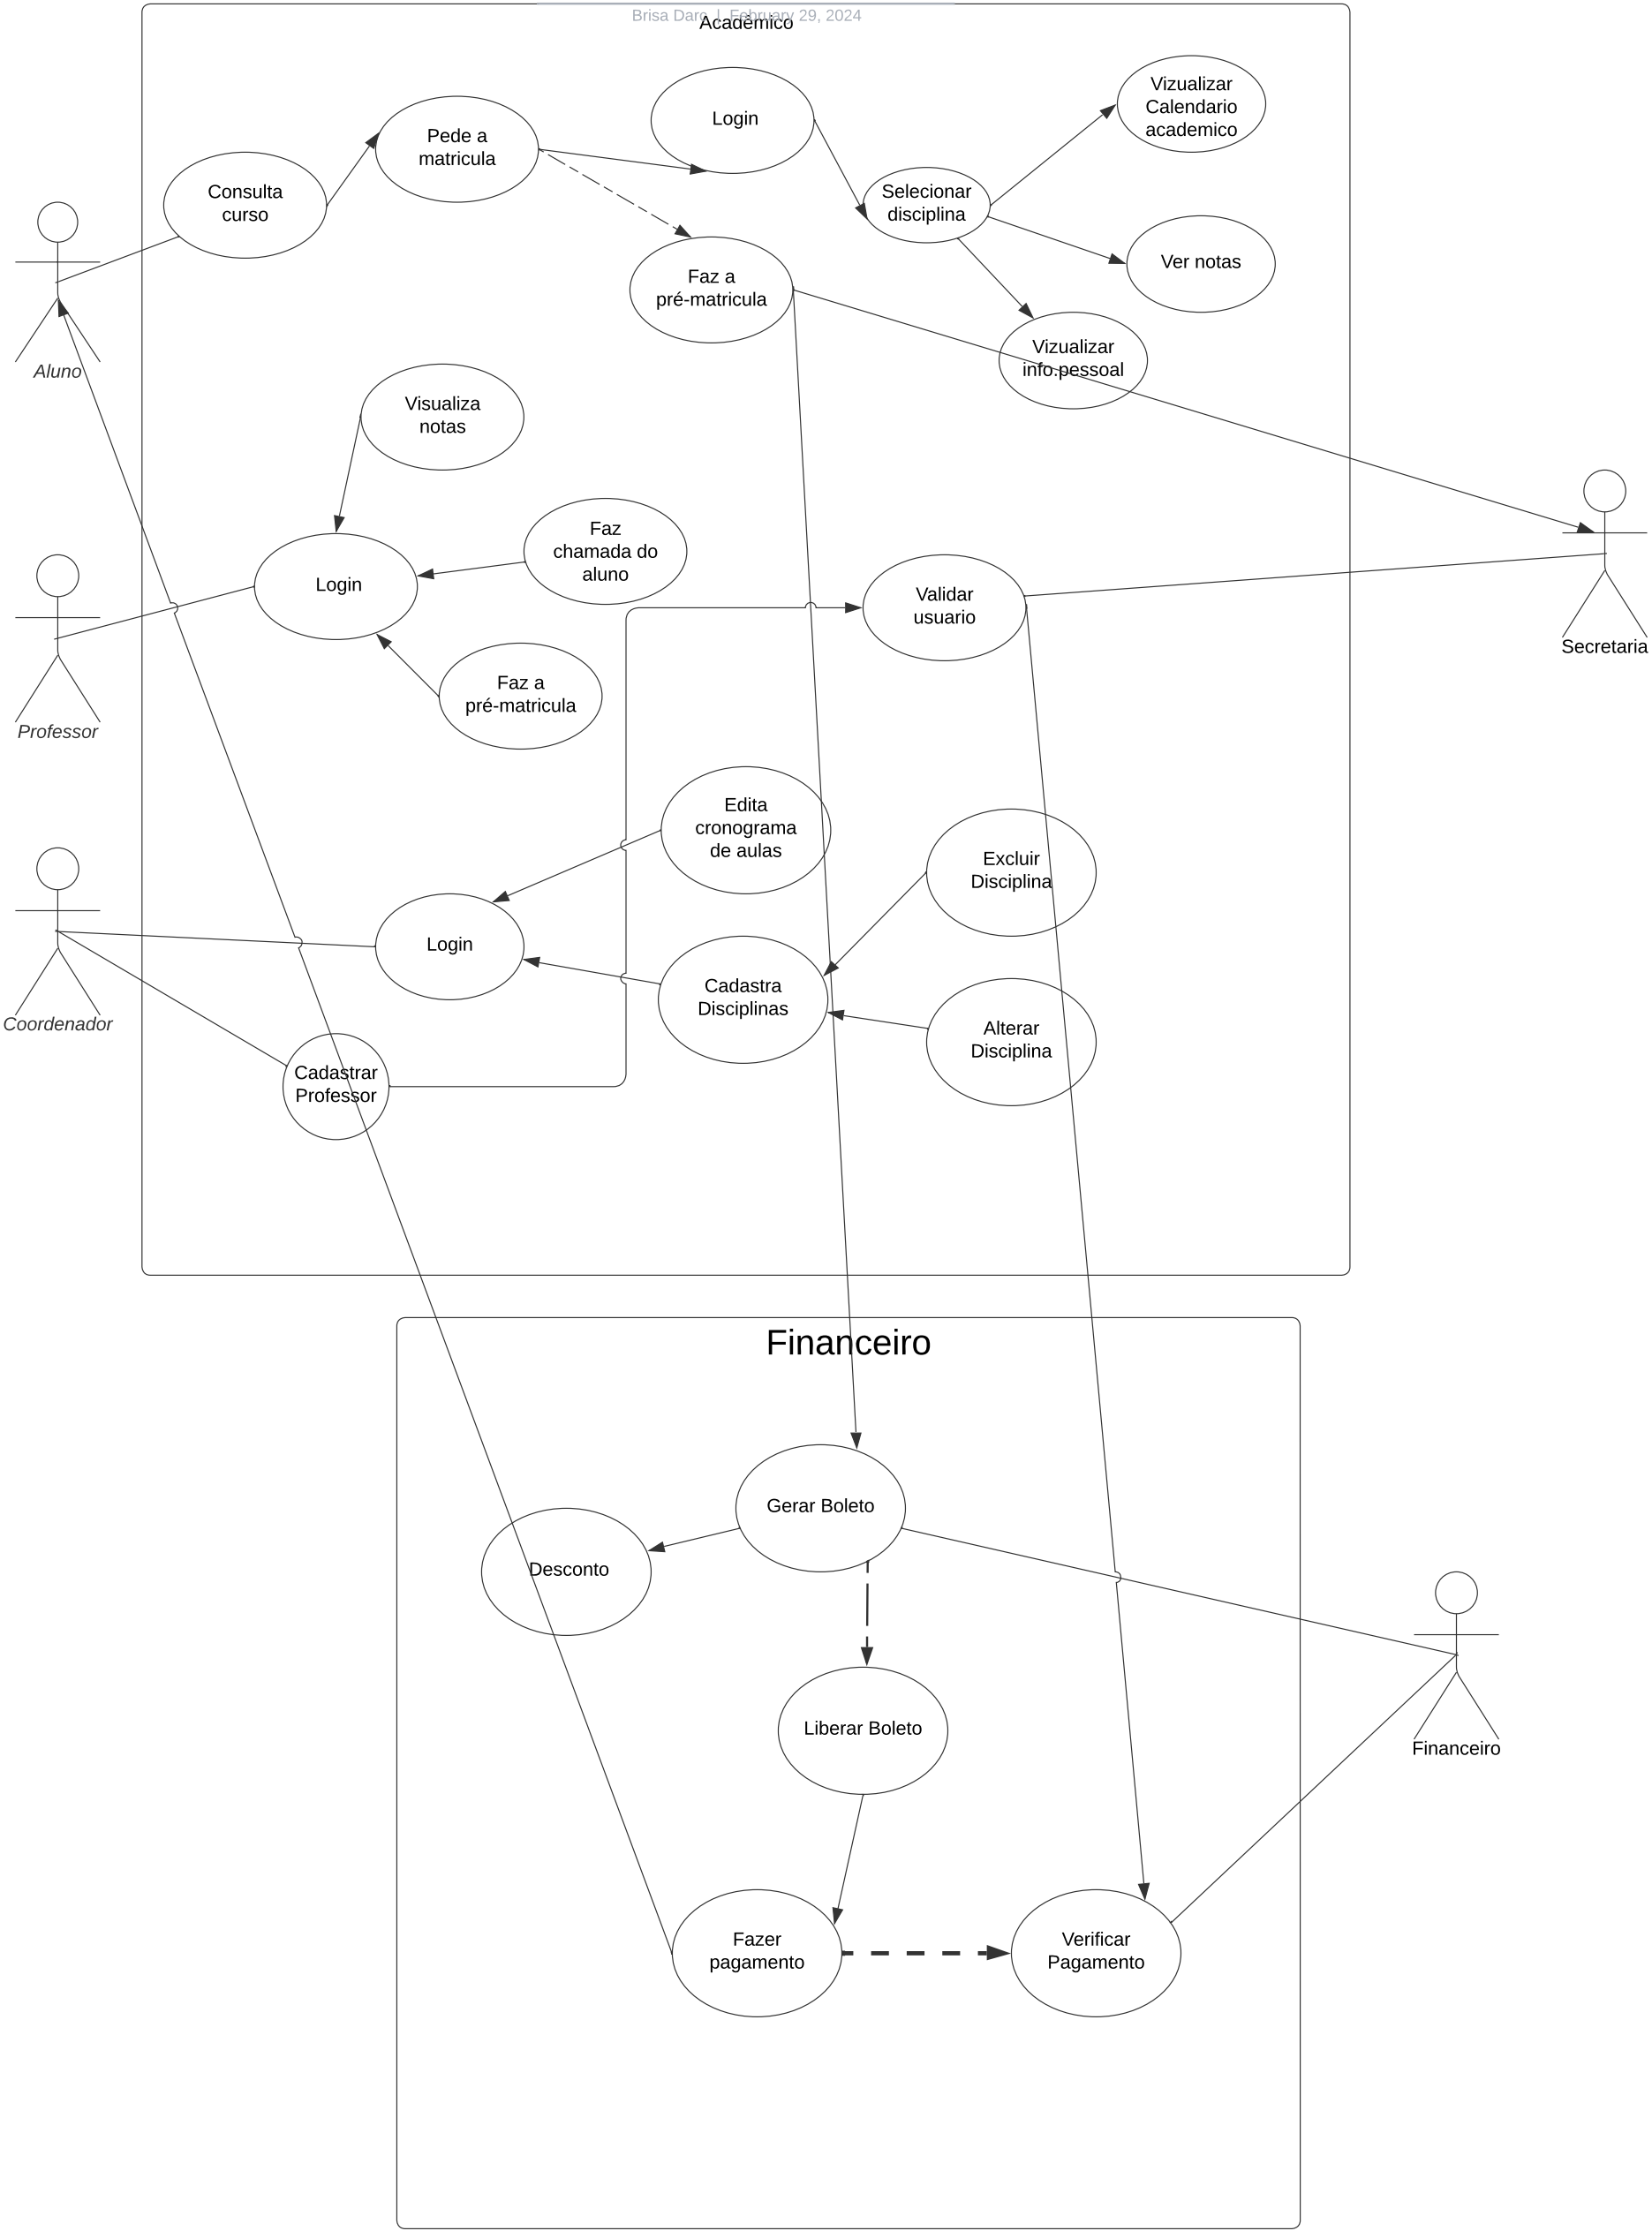 Brisa Darc | February 29, 2024
Acadêmico
Vizualizar
Calendario
academico
Login
Pede a
matricula
Consulta
curso
Selecionar
disciplina
Ver notas
Faz a
pré-matricula
Vizualizar
info.pessoal
Aluno
Visualiza
notas
Faz
chamada do
aluno
Login
Validar
usuario
Secretaria
Faz a
pré-matricula
Professor
Edita
cronograma
de aulas
Excluir
Disciplina
Login
Cadastra
Disciplinas
Alterar
Disciplina
Coordenador
Cadastrar
Professor
Financeiro
Gerar Boleto
Desconto
Liberar Boleto
Financeiro
Fazer
pagamento
Verificar
Pagamento